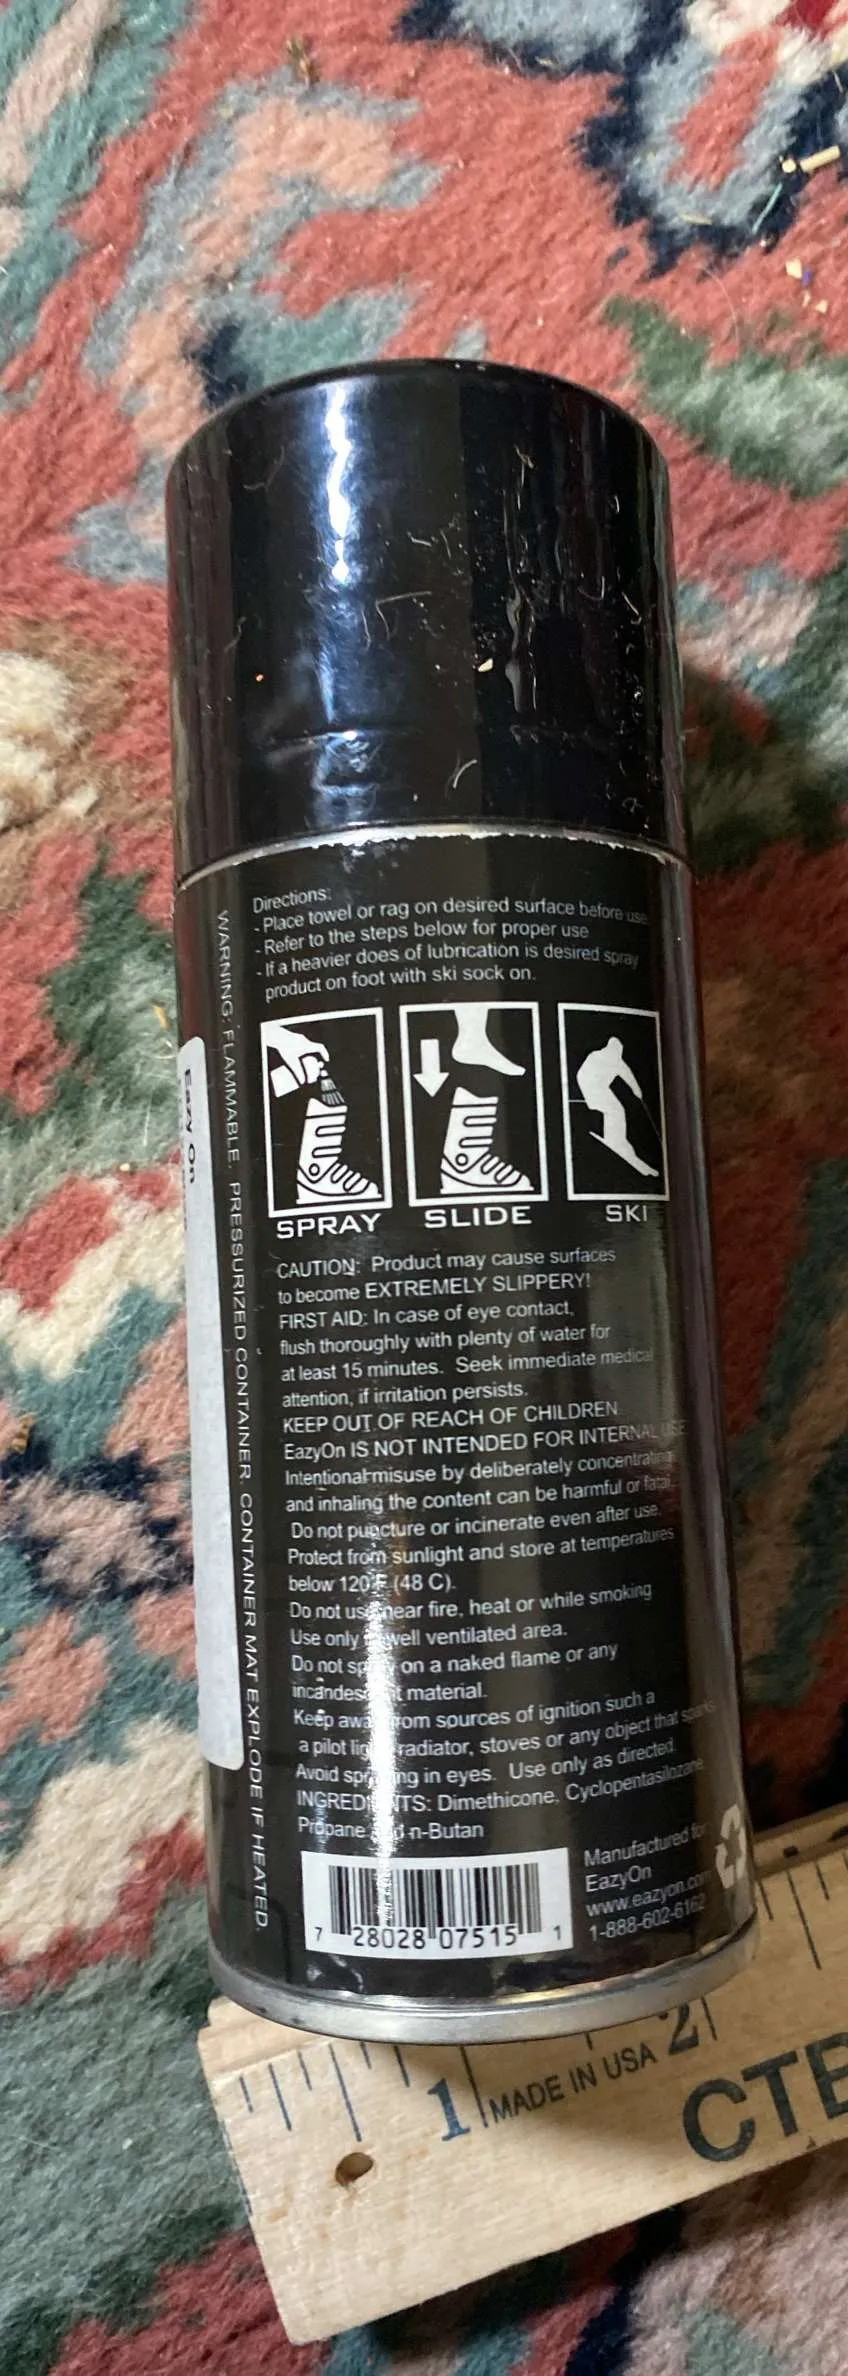 Directions:
- Place towel or rag on desired surface before use
- Refer to the steps below for proper use
- If a heavier does of lubrication is desired spray
product on foot with ski sock on.
SPRAY
SLIDE
SKI
CAUTION: Product may cause surfaces
to become EXTREMELY SLIPPERY!
FIRST AID: In case of eye contact,
flush thoroughly with plenty of water for
at least 15 minutes. Seek immediate medical
attention, if irritation persists.
KEEP OUT OF REACH OF CHILDREN
EazyOn IS NOT INTENDED FOR INTERNAL USE
Intentional misuse by deliberately concentrating
and inhaling the content can be harmful or fatal.
Do not puncture or incinerate even after use.
Protect from sunlight and store at temperatures
below 120 F (48 C).
Do not use near fire, heat or while smoking
Use only well ventilated area.
Do not spray on a naked flame or any
incandescent material.
Keep away from sources of ignition such a
a pilot light, radiator, stoves or any object that sparks
Avoid spraying in eyes. Use only as directed.
INGREDIENTS: Dimethicone, Cyclopentasilozane
Propane and n-Butan
7 28028 07515 1
Manufactured for
EazyOn
www.eazyon.com
1-888-602-6162
WARNING: FLAMMABLE. PRESSURIZED CONTAINER. CONTAINER MAT EXPLODE IF HEATED.
Eazy On
1 MADE IN USA 2
CTB